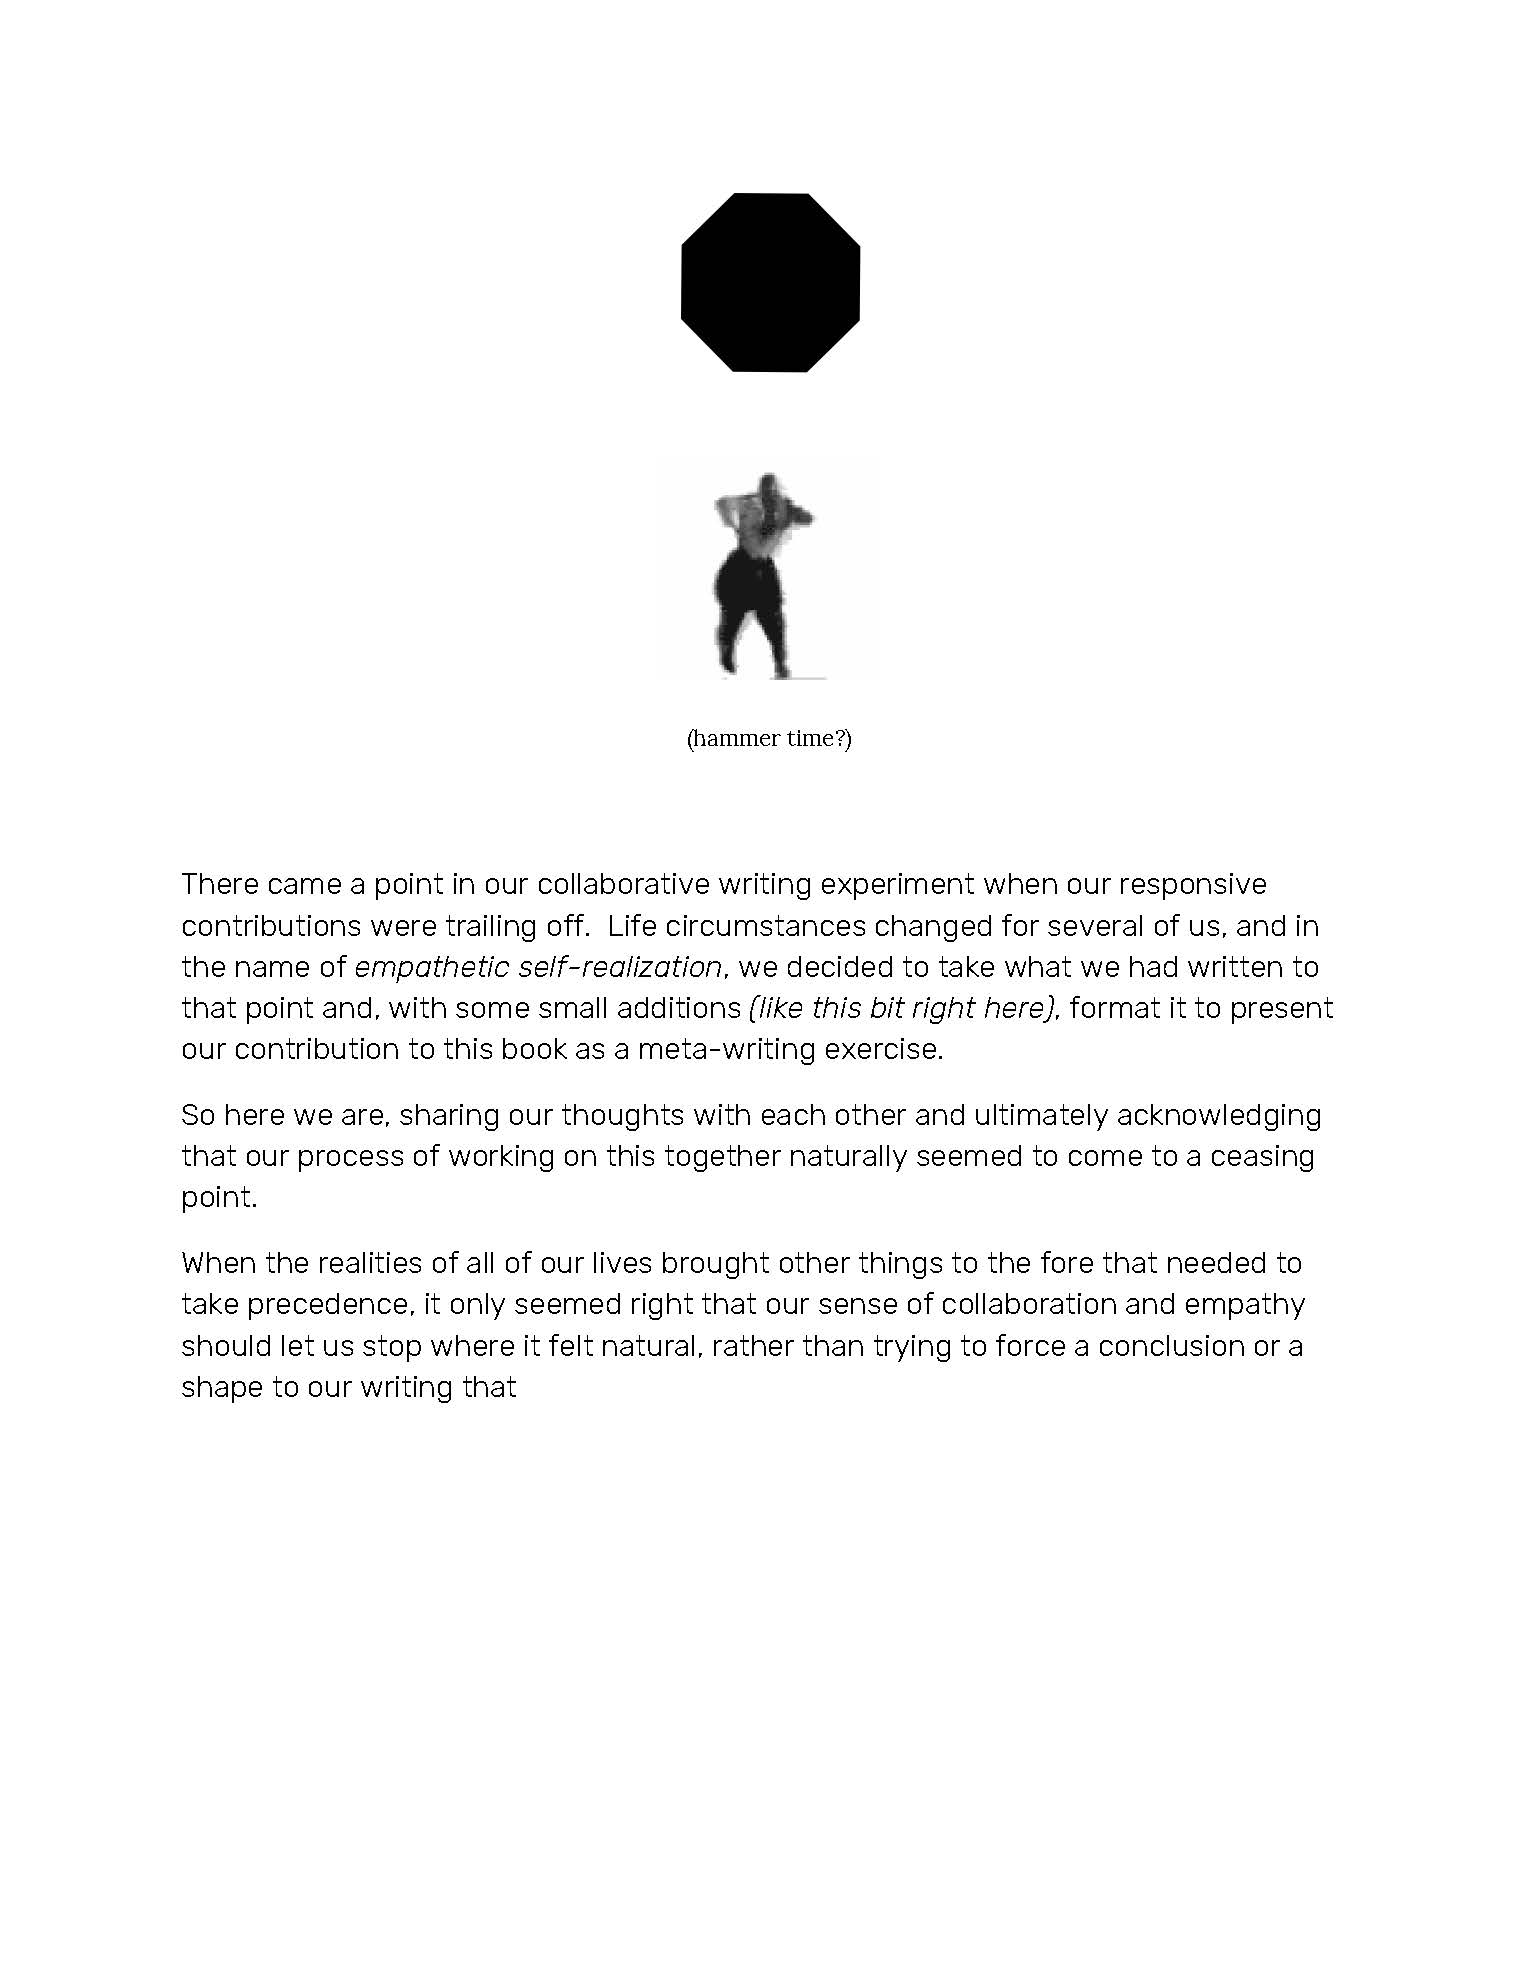 (hammer time?)
There came a point in our collaborative writing experiment when our responsive
contributions were trailing off.  Life circumstances changed for several of us, and in
the name of empathetic self-realization, we decided to take what we had written to
that point and, with some small additions (like this bit right here), format it to present
our contribution to this book as a meta-writing exercise.
So here we are, sharing our thoughts with each other and ultimately acknowledging
that our process of working on this together naturally seemed to come to a ceasing
point.
When the realities of all of our lives brought other things to the fore that needed to
take precedence, it only seemed right that our sense of collaboration and empathy
should let us stop where it felt natural, rather than trying to force a conclusion or a
shape to our writing that